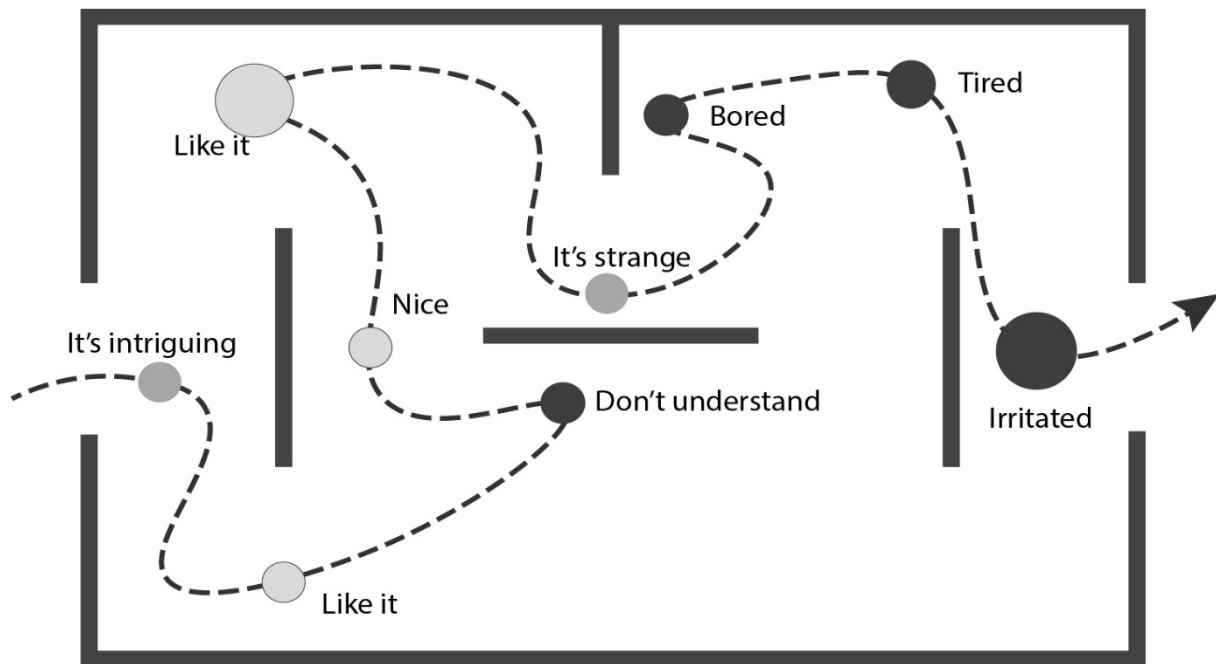 Like it
Bored
Tired
It's strange
Nice
It's intriguing
Don't understand
Irritated
Like it